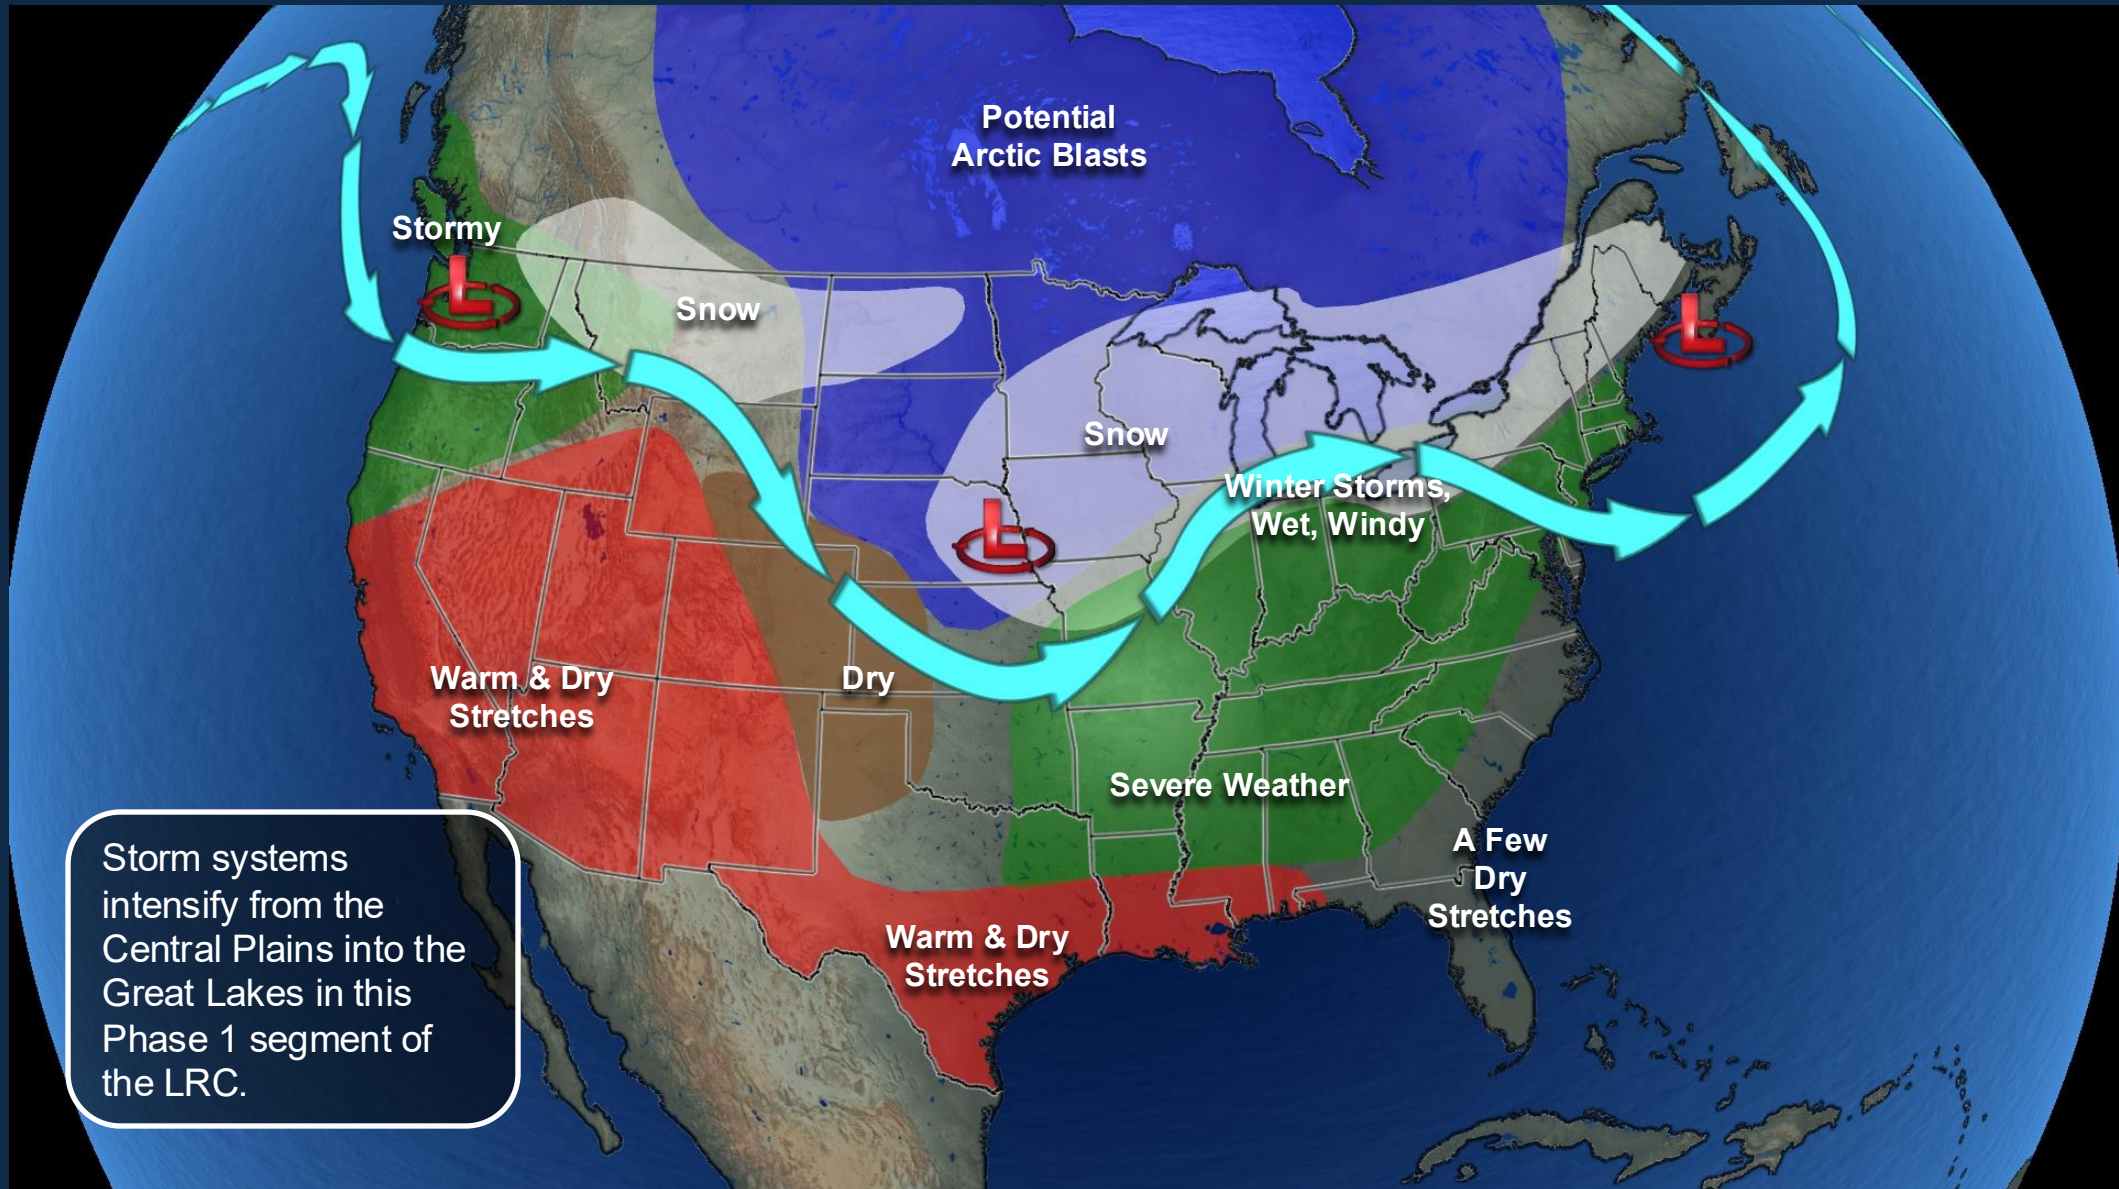 Potential
Arctic Blasts
Stormy
L
Snow
L
Snow
Winter Storms,
Wet, Windy
L
Warm & Dry
Stretches
Dry
Severe Weather
A Few
Dry
Stretches
Warm & Dry
Stretches
Storm systems
intensify from the
Central Plains into the
Great Lakes in this
Phase 1 segment of
the LRC.